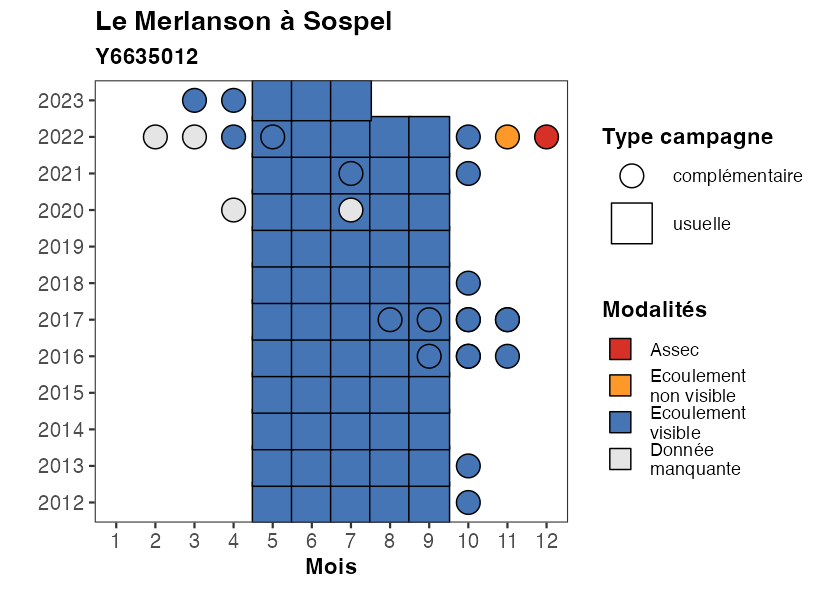 Le Merlanson à Sospel
Y6635012
2023
2022
2021
2020
2019
2018
2017
2016
2015
2014
2013
2012
1 2 3 4 5 6 7 8 9 10 11 12
Mois
Type campagne
complémentaire
usuelle
Modalités
Assec
Ecoulement
non visible
Ecoulement
visible
Donnée
manquante